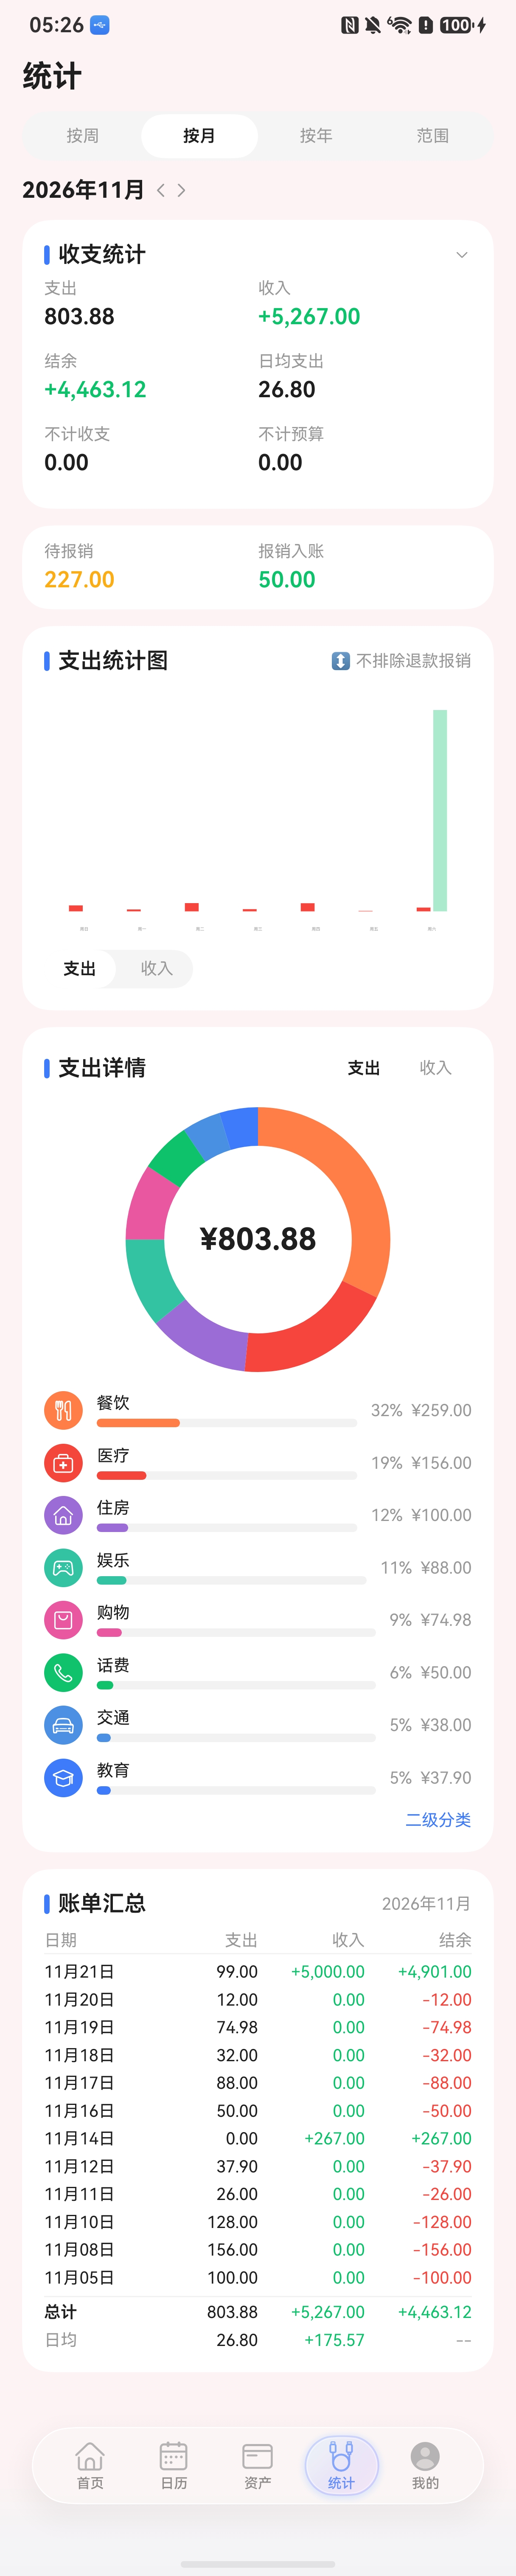 05:26 6 100
统计
按周 按月 按年 范围
2026年11月
收支统计
支出 收入
803.88 +5,267.00
结余 日均支出
+4,463.12 26.80
不计收支 不计预算
0.00 0.00
待报销 报销入账
227.00 50.00
支出统计图 不排除退款报销
周一 周二 周三 周四 周五 周六
支出 收入
支出详情 支出 收入
¥803.88
餐饮 32% ¥259.00
医疗 19% ¥156.00
住房 12% ¥100.00
娱乐 11% ¥88.00
购物 9% ¥74.98
话费 6% ¥50.00
交通 5% ¥38.00
教育 5% ¥37.90
二级分类
账单汇总 2026年11月
日期 支出 收入 结余
11月21日 99.00 +5,000.00 +4,901.00
11月20日 12.00 0.00 -12.00
11月19日 74.98 0.00 -74.98
11月18日 32.00 0.00 -32.00
11月17日 88.00 0.00 -88.00
11月16日 50.00 0.00 -50.00
11月14日 0.00 +267.00 +267.00
11月12日 37.90 0.00 -37.90
11月11日 26.00 0.00 -26.00
11月10日 128.00 0.00 -128.00
11月08日 156.00 0.00 -156.00
11月05日 100.00 0.00 -100.00
总计 803.88 +5,267.00 +4,463.12
日均 26.80 +175.57 --
首页 日历 资产 统计 我的